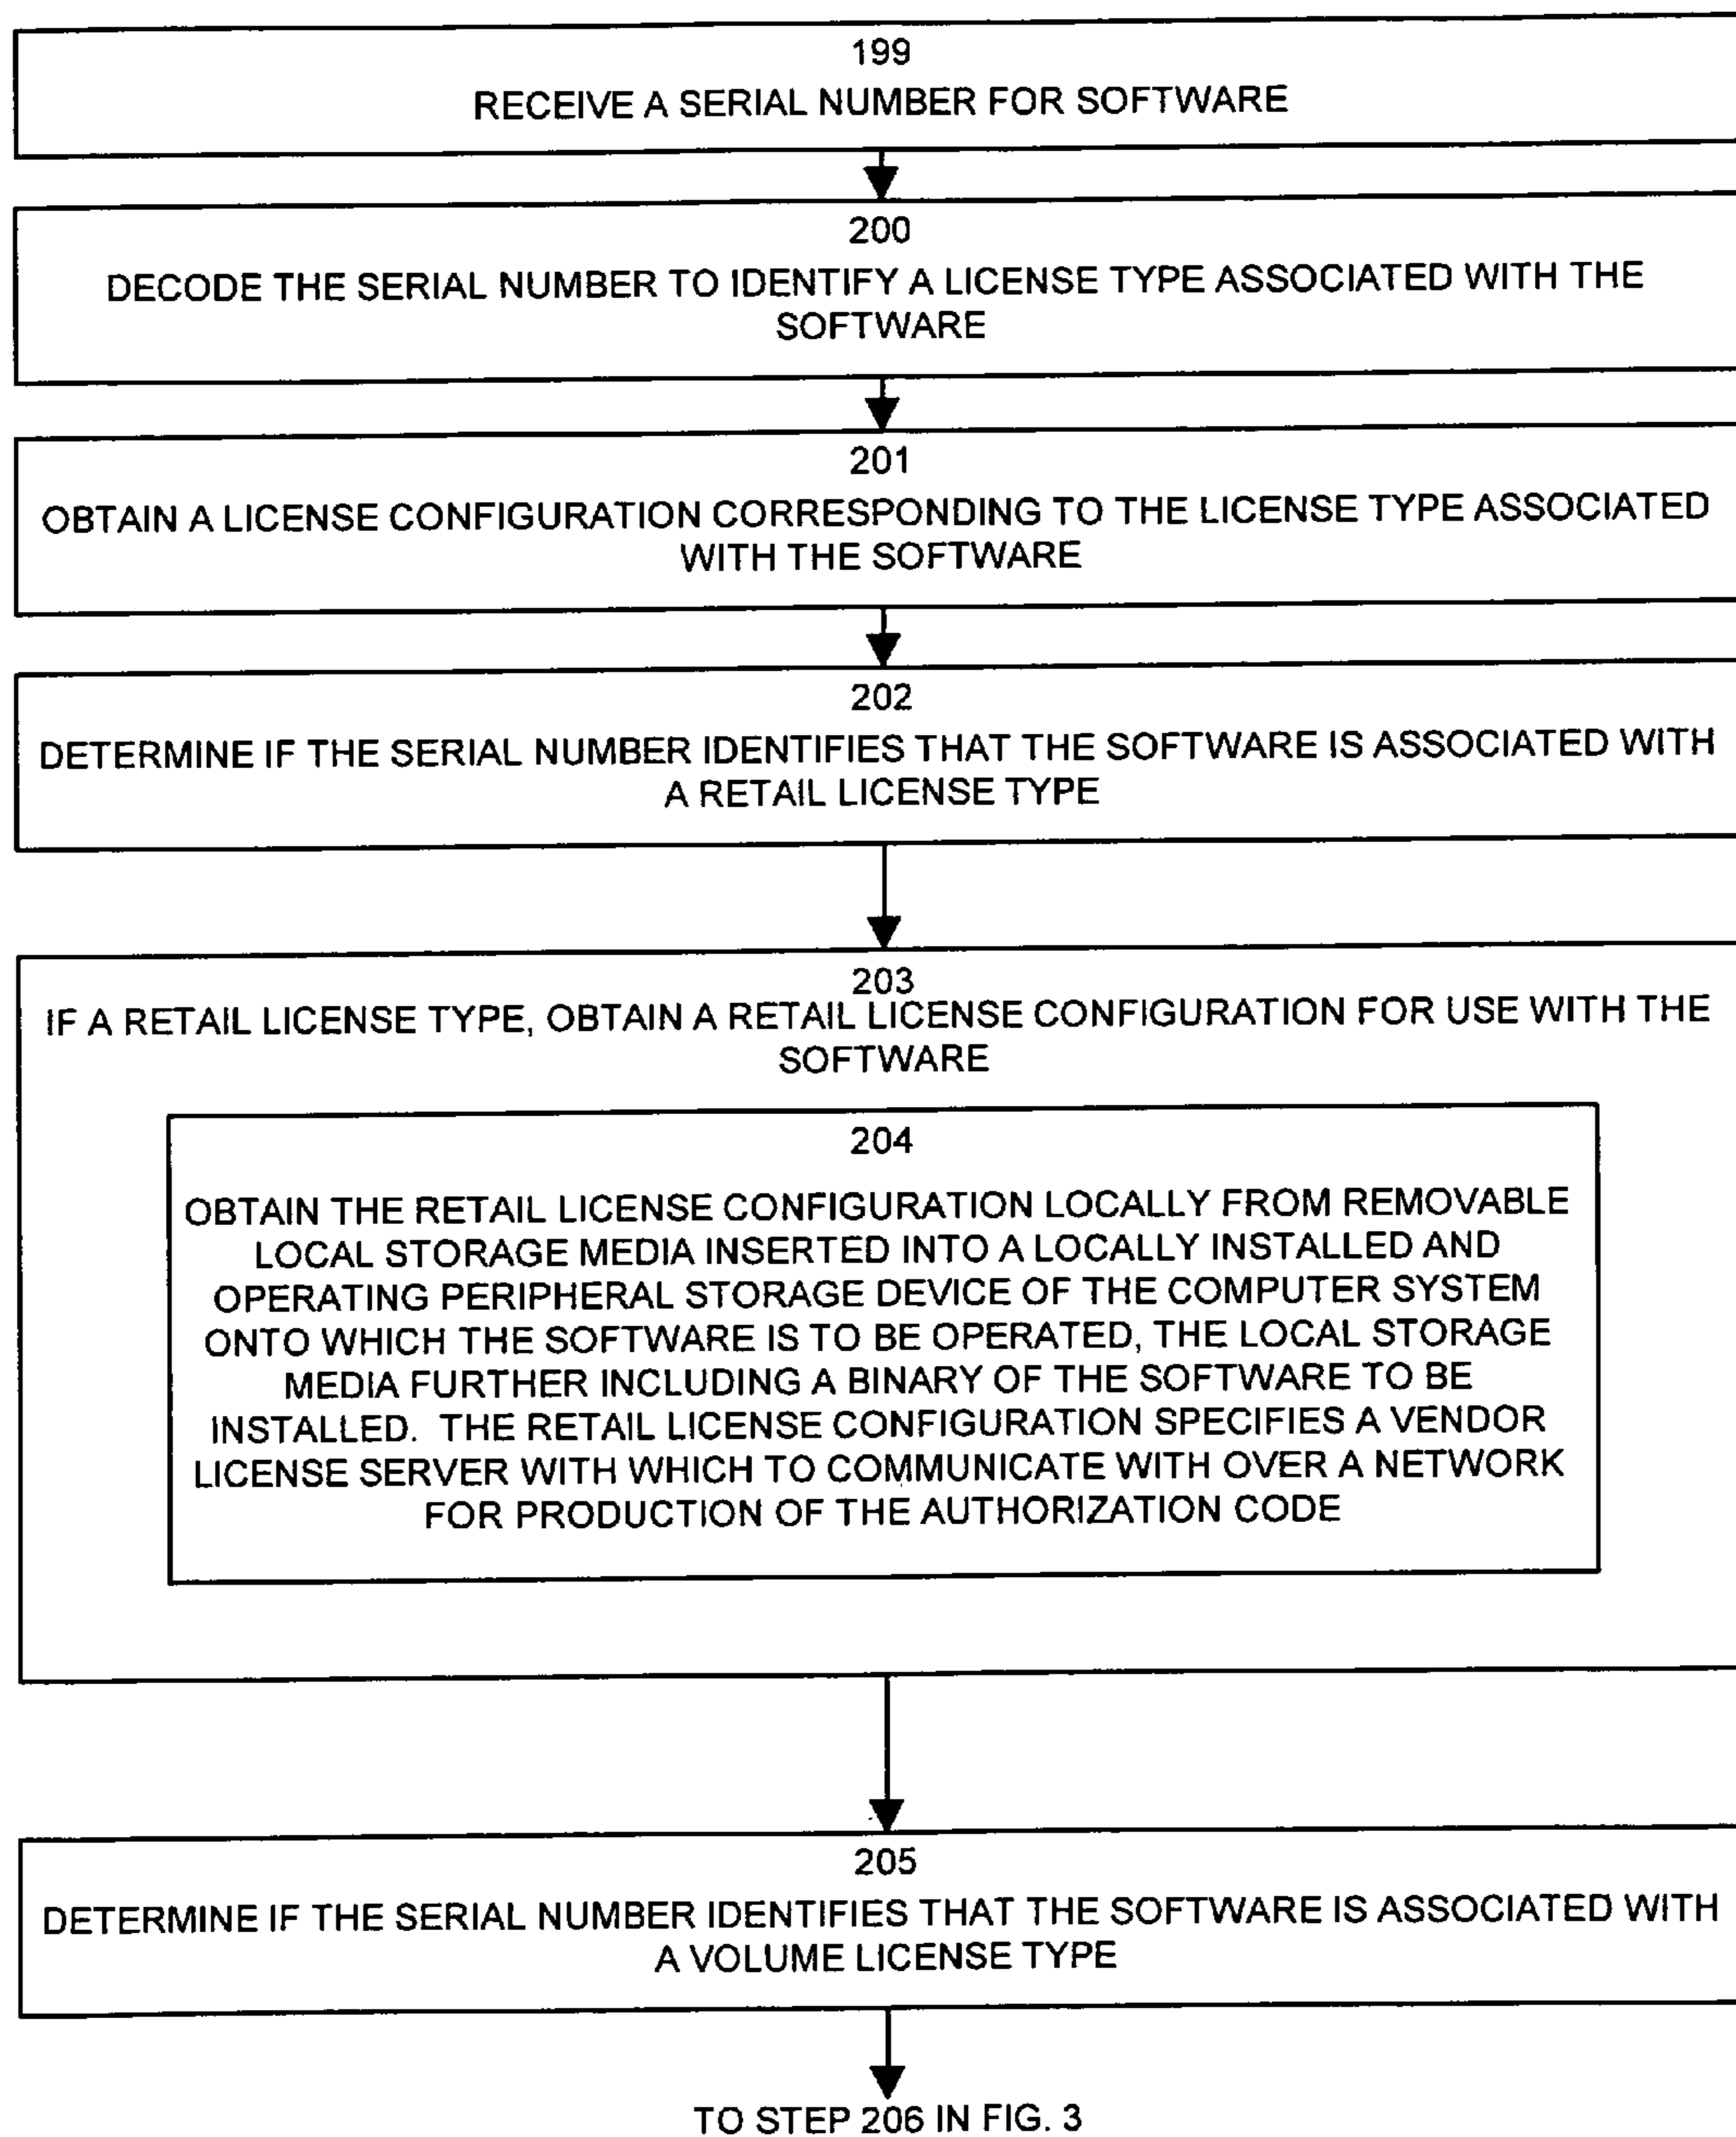 199
RECEIVE A SERIAL NUMBER FOR SOFTWARE
200
DECODE THE SERIAL NUMBER TO IDENTIFY A LICENSE TYPE ASSOCIATED WITH THE
SOFTWARE
201
OBTAIN A LICENSE CONFIGURATION CORRESPONDING TO THE LICENSE TYPE ASSOCIATED
WITH THE SOFTWARE
202
DETERMINE IF THE SERIAL NUMBER IDENTIFIES THAT THE SOFTWARE IS ASSOCIATED WITH
A RETAIL LICENSE TYPE
203
IF A RETAIL LICENSE TYPE, OBTAIN A RETAIL LICENSE CONFIGURATION FOR USE WITH THE
SOFTWARE
204
OBTAIN THE RETAIL LICENSE CONFIGURATION LOCALLY FROM REMOVABLE
LOCAL STORAGE MEDIA INSERTED INTO A LOCALLY INSTALLED AND
OPERATING PERIPHERAL STORAGE DEVICE OF THE COMPUTER SYSTEM
ONTO WHICH THE SOFTWARE IS TO BE OPERATED, THE LOCAL STORAGE
MEDIA FURTHER INCLUDING A BINARY OF THE SOFTWARE TO BE
INSTALLED. THE RETAIL LICENSE CONFIGURATION SPECIFIES A VENDOR
LICENSE SERVER WITH WHICH TO COMMUNICATE WITH OVER A NETWORK
FOR PRODUCTION OF THE AUTHORIZATION CODE
205
DETERMINE IF THE SERIAL NUMBER IDENTIFIES THAT THE SOFTWARE IS ASSOCIATED WITH
A VOLUME LICENSE TYPE
TO STEP 206 IN FIG. 3